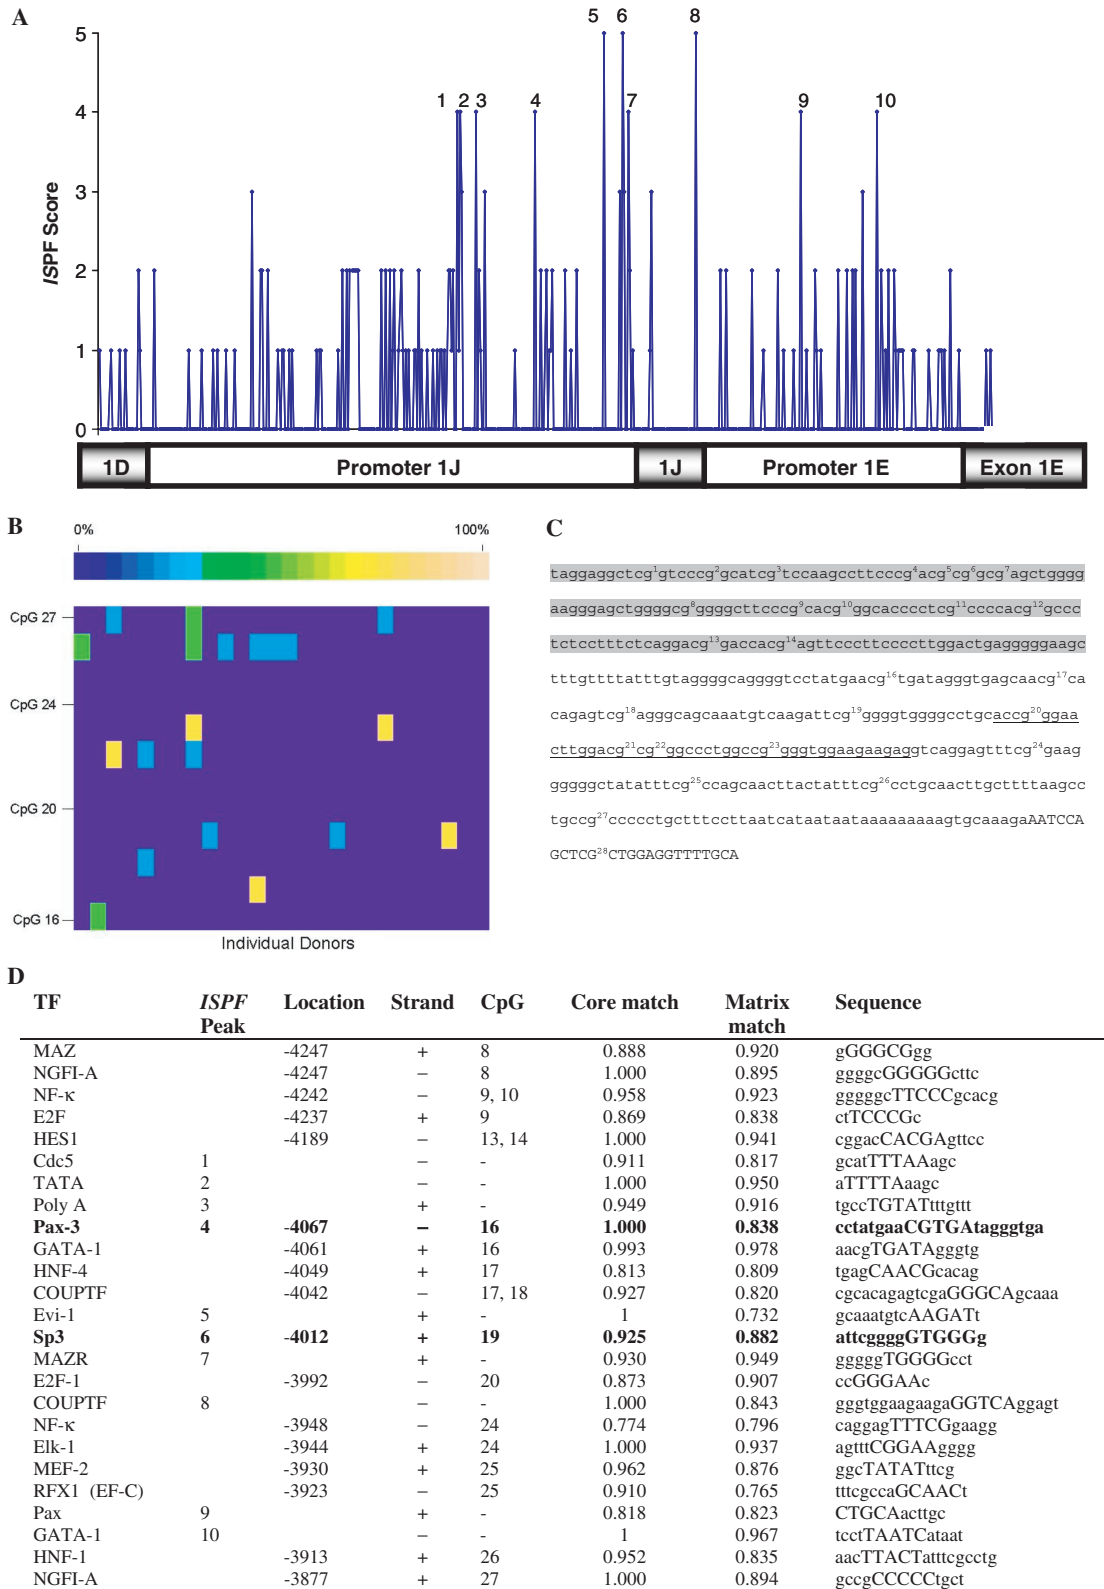 A
5 6 8
5
1 2 3 4 7 9 10
4
3
2
1
0
ISPF Score
1D Promoter 1J 1J Promoter 1E Exon 1E
B
0% 100%
CpG 27
CpG 24
CpG 20
CpG 16
Individual Donors
C
taggaggctcg1gtcccg2gcatcg3tccaagccttcccg4acg5cg6gcg7agctgggg
aagggagctggggcg8ggggcttcccg9cacg10ggcacccctcg11ccccacg12gccc
tctcctttctcaggacg13gaccacg14agttcccttccccttggactgagggggaagc
tttgttttatttgtaggggcaggggtcctatgaacg16tgatagggtgagcaacg17ca
cagagtcg18agggcagcaaatgtcaagattcg19ggggtggggcctgcaccg20ggaa
cttggacg21cg22ggccctggccg23gggtggaagaagaggtcaggagtttcg24gaag
gggggctatatttcg25ccagcaacttactatttcg26cctgcaacttgcttttaagcc
tgccg27ccccctgctttccttaatcataataataaaaaaaaagtgcaaagaAATCCA
GCTCG28CTGGAGGTTTTGCA
D
TF ISPF Peak Location Strand CpG Core match Matrix match Sequence
MAZ -4247 + 8 0.888 0.920 gGGGCGgg
NGFI-A -4247 − 8 1.000 0.895 ggggcGGGGGcttc
NF-κ -4242 − 9, 10 0.958 0.923 gggggcTTCCCgcacg
E2F -4237 + 9 0.869 0.838 ctTCCCGc
HES1 -4189 − 13, 14 1.000 0.941 cggacCACGAgttcc
Cdc5 1 − - 0.911 0.817 gcatTTTAAagc
TATA 2 − - 1.000 0.950 aTTTTAaagc
Poly A 3 + - 0.949 0.916 tgccTGTATttgttt
Pax-3 4 -4067 − 16 1.000 0.838 cctatgaaCGTGAtagggtga
GATA-1 -4061 + 16 0.993 0.978 aacgTGATAgggtg
HNF-4 -4049 + 17 0.813 0.809 tgagCAACGcacag
COUPTF -4042 − 17, 18 0.927 0.820 cgcacagagtcgaGGGCAgcaaa
Evi-1 5 + - 1 0.732 gcaaatgtcAAGATt
Sp3 6 -4012 + 19 0.925 0.882 attcggggGTGGGg
MAZR 7 + - 0.930 0.949 gggggTGGGGcct
E2F-1 -3992 − 20 0.873 0.907 ccGGGAAc
COUPTF 8 − - 1.000 0.843 gggtggaagaagaGGTCAggagt
NF-κ -3948 − 24 0.774 0.796 caggagTTTCGgaagg
Elk-1 -3944 + 24 1.000 0.937 agtttCGGAAgggg
MEF-2 -3930 + 25 0.962 0.876 ggcTATATttcg
RFX1 (EF-C) -3923 − 25 0.910 0.765 tttcgccaGCAACt
Pax 9 + - 0.818 0.823 CTGCAacttgc
GATA-1 10 − - 1 0.967 tcctTAATCataat
HNF-1 -3913 + 26 0.952 0.835 aacTTACTatttcgcctg
NGFI-A -3877 + 27 1.000 0.894 gccgCCCCCtgct